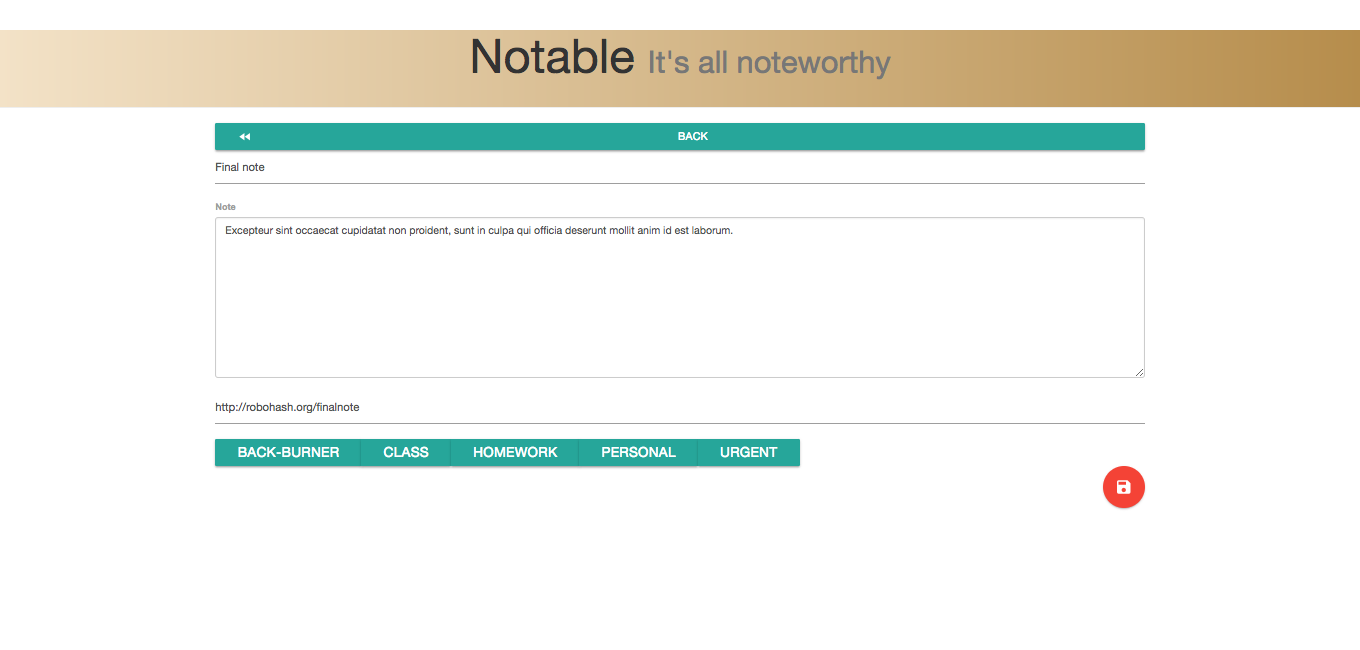 Notable It's all noteworthy
BACK
Final note
Note
Excepteur sint occaecat cupidatat non proident, sunt in culpa qui officia deserunt mollit anim id est laborum.
http://robohash.org/finalnote
BACK-BURNER CLASS HOMEWORK PERSONAL URGENT